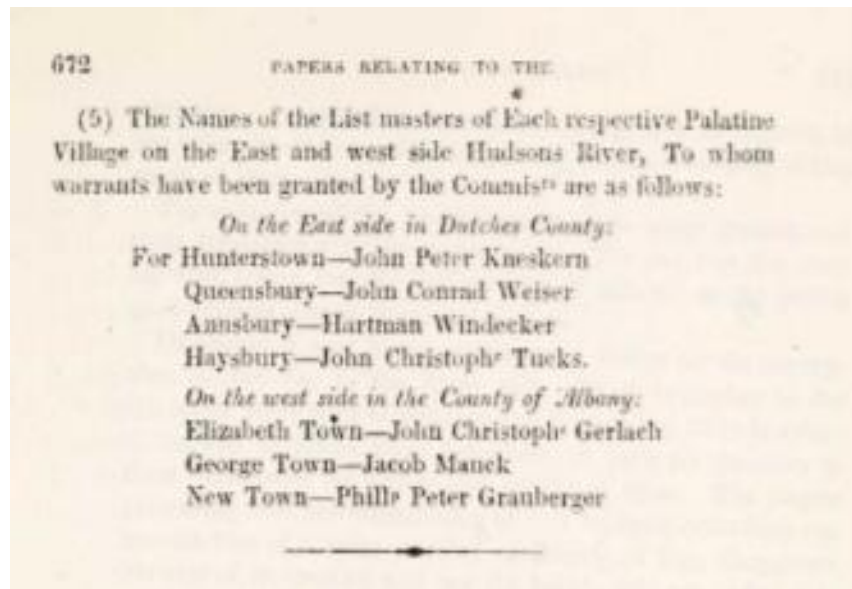 672 PAPERS RELATING TO THE
(5) The Names of the List masters of Each respective Palatine
Village on the East and west side Hudsons River, To whom
warrants have been granted by the Commisrs are as follows:
On the East side in Dutches County:
For Hunterstown—John Peter Kneskern
Queensbury—John Conrad Weiser
Annsbury—Hartman Windecker
Haysbury—John Christophr Tucks.
On the west side in the County of Albany:
Elizabeth Town—John Christophr Gerlach
George Town—Jacob Manck
New Town—Phillp Peter Grauberger